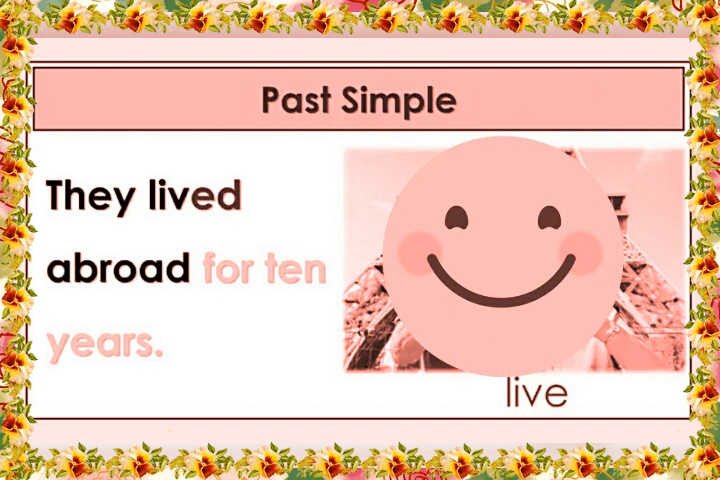 Past Simple
They lived
abroad for ten
years.
live